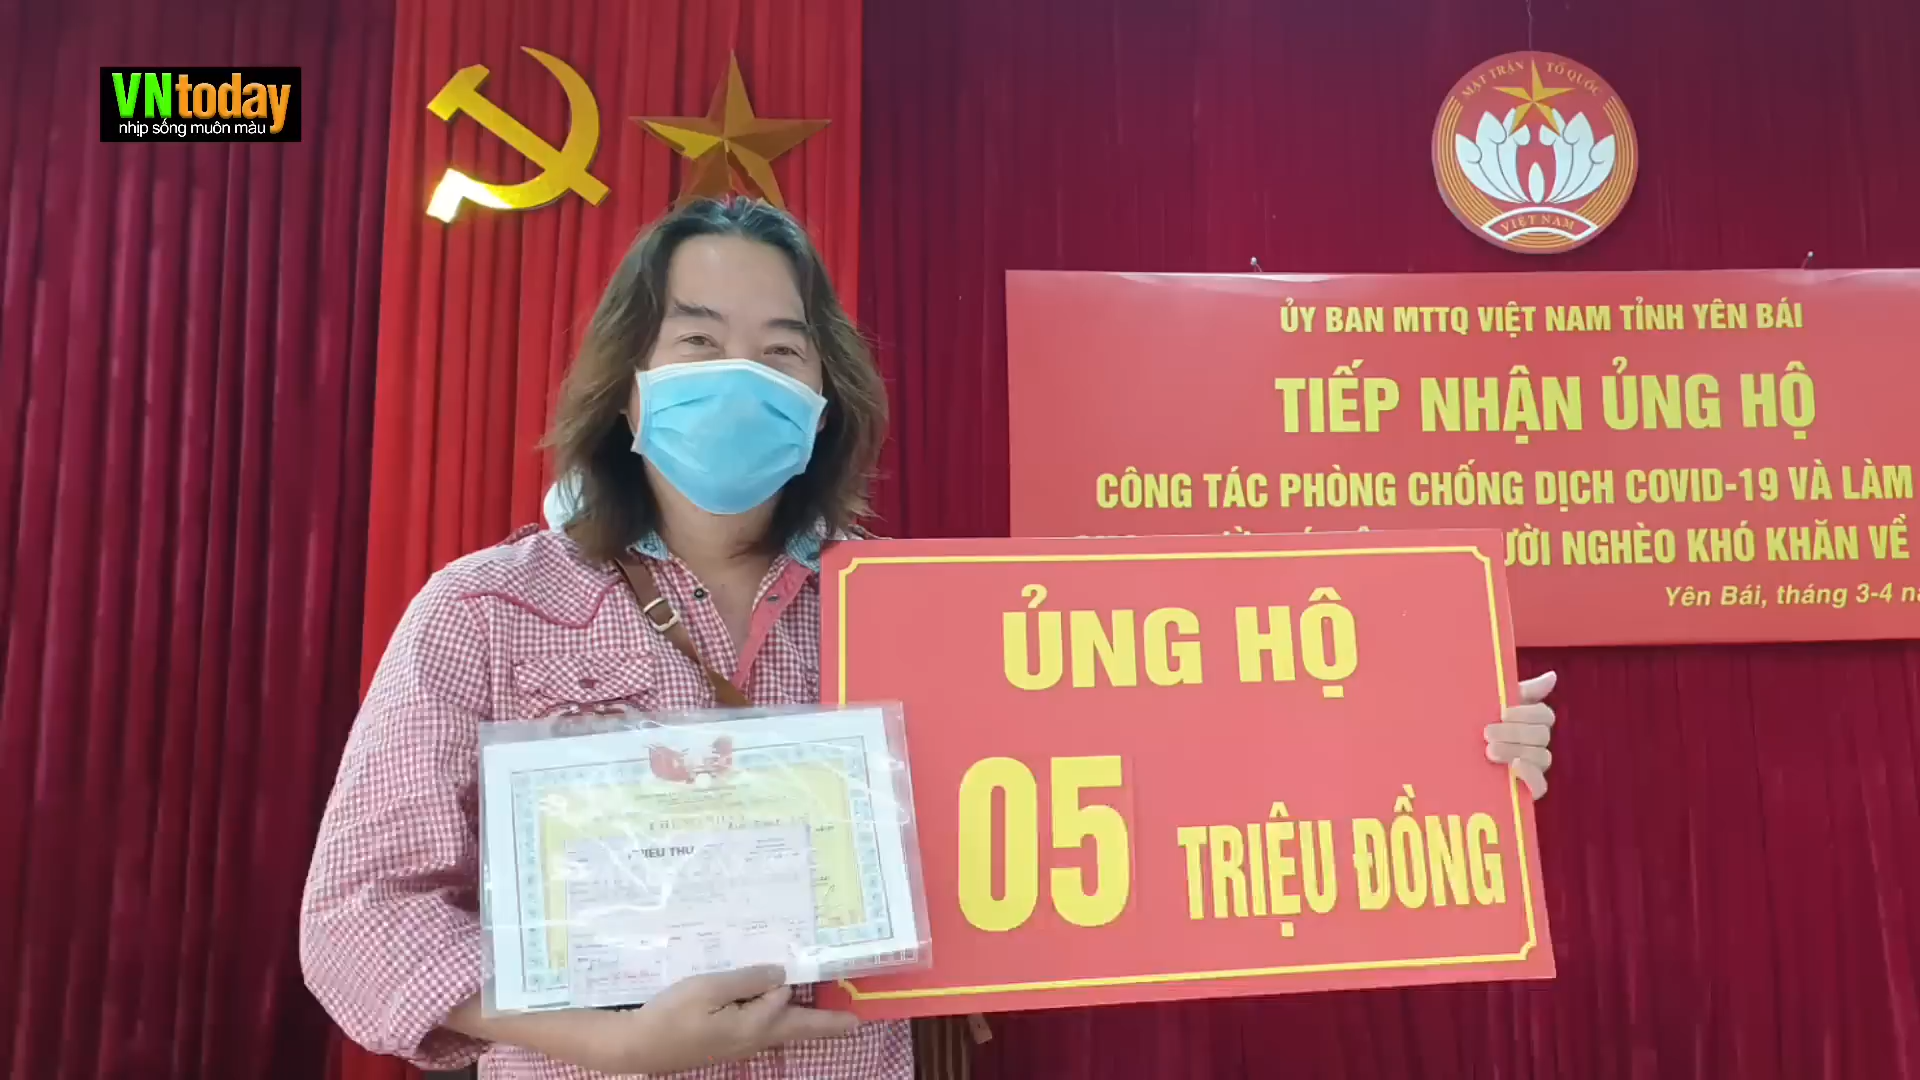 VNtoday
nhịp sống muôn màu
MẶT TRẬN TỔ QUỐC
VIỆT NAM
ỦY BAN MTTQ VIỆT NAM TỈNH YÊN BÁI
TIẾP NHẬN ỦNG HỘ
CÔNG TÁC PHÒNG CHỐNG DỊCH COVID-19 VÀ LÀM
NGHÈO KHÓ KHĂN VỀ
Yên Bái, tháng 3-4
ỦNG HỘ
05 TRIỆU ĐỒNG
THU